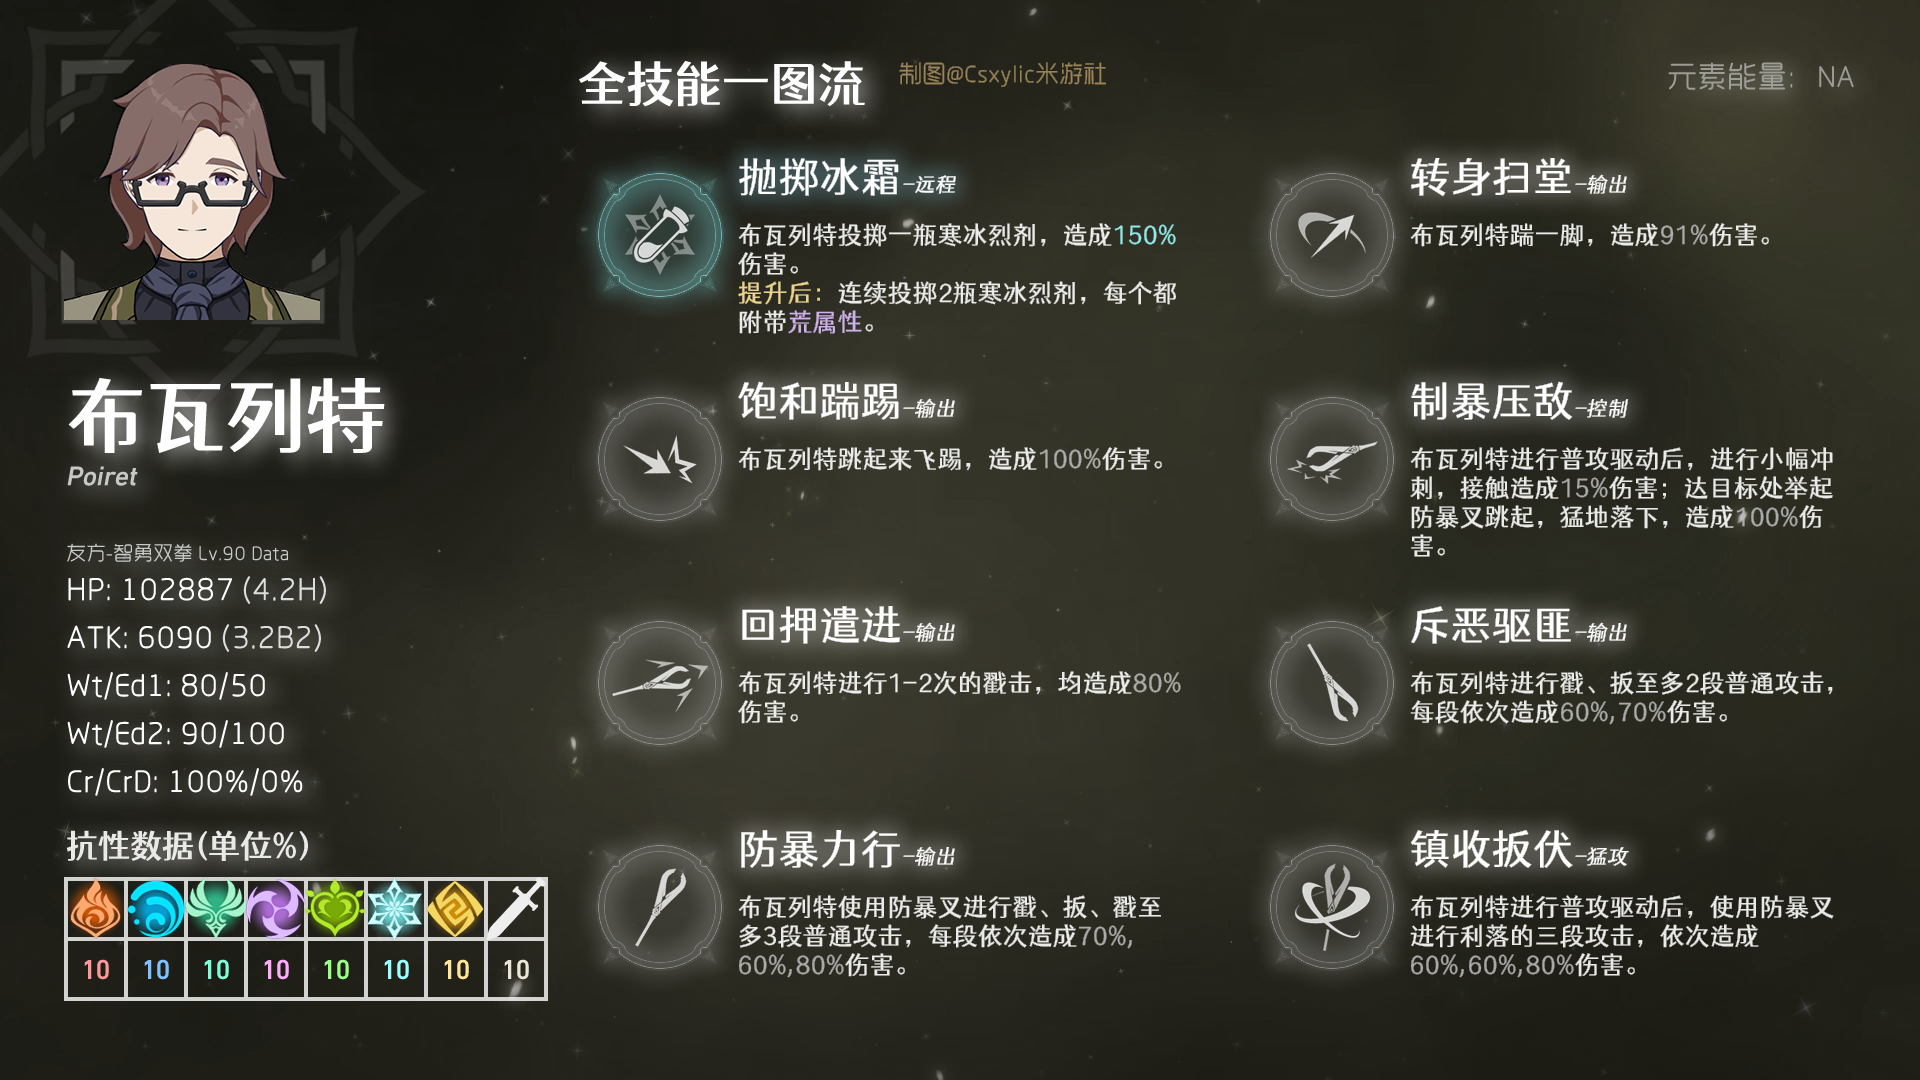 全技能一图流
制图@Csxylic米游社
元素能量: NA
布瓦列特
Poiret
友方-智勇双拳 Lv.90 Data
HP: 102887 (4.2H)
ATK: 6090 (3.2B2)
Wt/Ed1: 80/50
Wt/Ed2: 90/100
Cr/CrD: 100%/0%
抗性数据(单位%)
10 10 10 10 10 10 10 10
抛掷冰霜-远程
布瓦列特投掷一瓶寒冰烈剂，造成150%
伤害。
提升后：连续投掷2瓶寒冰烈剂，每个都
附带荒属性。
转身扫堂-输出
布瓦列特踹一脚，造成91%伤害。
饱和踹踢-输出
布瓦列特跳起来飞踢，造成100%伤害。
制暴压敌-控制
布瓦列特进行普攻驱动后，进行小幅冲
刺，接触造成15%伤害；达目标处举起
防暴叉跳起，猛地落下，造成100%伤
害。
回押遣进-输出
布瓦列特进行1-2次的戳击，均造成80%
伤害。
斥恶驱匪-输出
布瓦列特进行戳、扳至多2段普通攻击，
每段依次造成60%,70%伤害。
防暴力行-输出
布瓦列特使用防暴叉进行戳、扳、戳至
多3段普通攻击，每段依次造成70%,
60%,80%伤害。
镇收扳伏-猛攻
布瓦列特进行普攻驱动后，使用防暴叉
进行利落的三段攻击，依次造成
60%,60%,80%伤害。